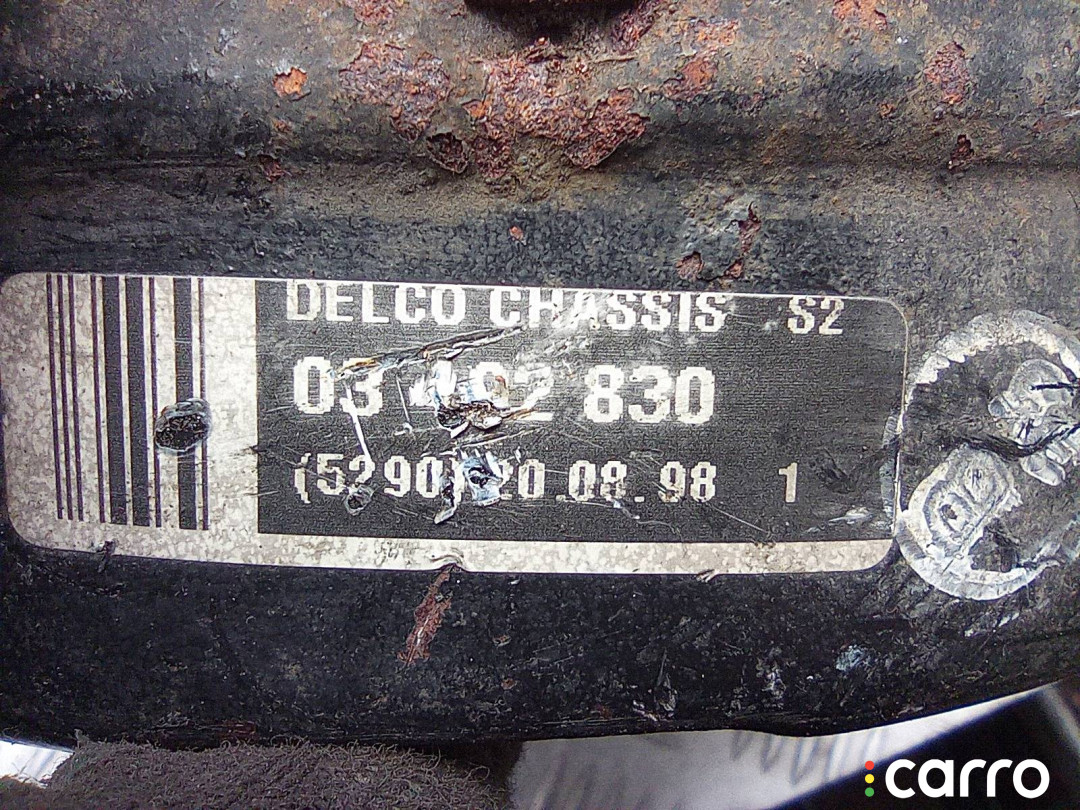 DELCO CHASSIS S2
03 830
(5290) 20.08.98 1
carro